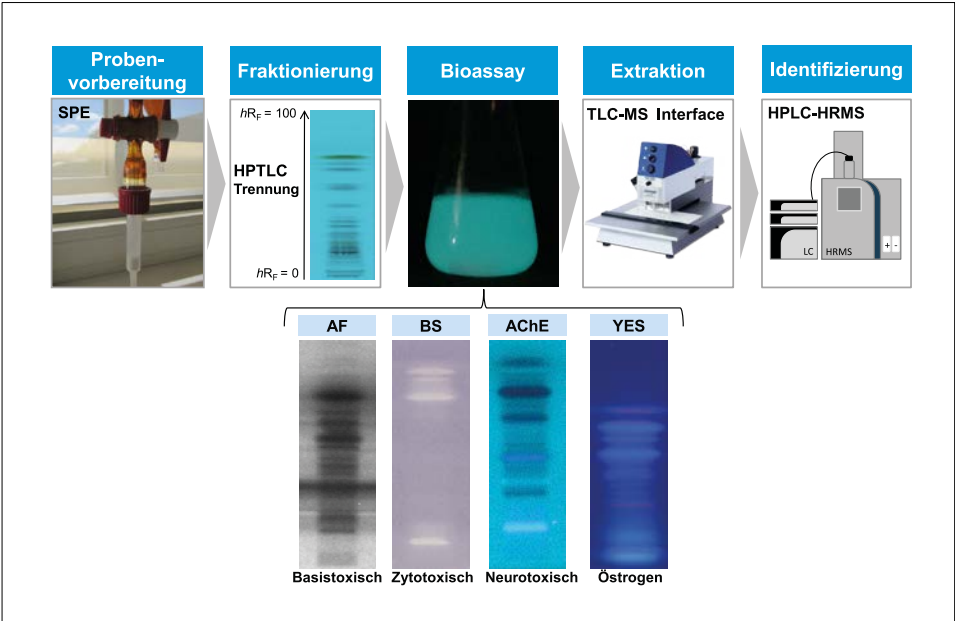 Proben-
vorbereitung
Fraktionierung
Bioassay
Extraktion
Identifizierung
SPE
hRF = 100
HPTLC
Trennung
hRF = 0
TLC-MS Interface
HPLC-HRMS
LC
HRMS
+ -
AF
BS
AChE
YES
Basistoxisch
Zytotoxisch
Neurotoxisch
Östrogen